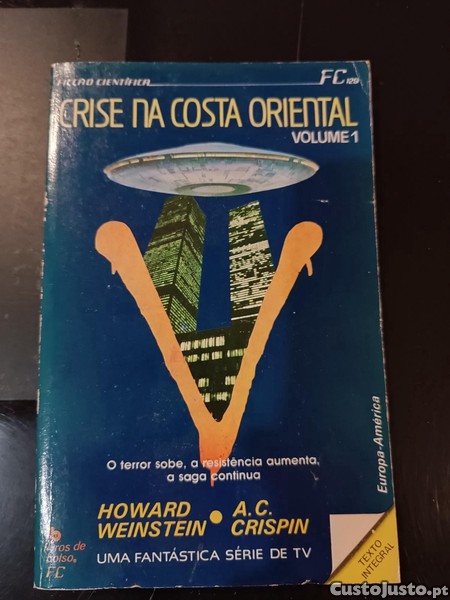 FICÇÃO CIENTÍFICA
FC 129
CRISE NA COSTA ORIENTAL
VOLUME 1
V
O terror sobe, a resistência aumenta,
a saga continua
Europa-América
HOWARD
WEINSTEIN
•
A.C.
CRISPIN
livros de
bolso
FC
UMA FANTÁSTICA SÉRIE DE TV
TEXTO
INTEGRAL
CustoJusto.pt